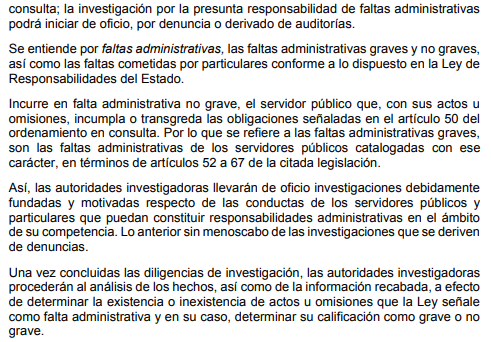 consulta; la investigación por la presunta responsabilidad de faltas administrativas
podrá iniciar de oficio, por denuncia o derivado de auditorías.
Se entiende por faltas administrativas, las faltas administrativas graves y no graves,
así como las faltas cometidas por particulares conforme a lo dispuesto en la Ley de
Responsabilidades del Estado.
Incurre en falta administrativa no grave, el servidor público que, con sus actos u
omisiones, incumpla o transgreda las obligaciones señaladas en el artículo 50 del
ordenamiento en consulta. Por lo que se refiere a las faltas administrativas graves,
son las faltas administrativas de los servidores públicos catalogadas con ese
carácter, en términos de artículos 52 a 67 de la citada legislación.
Así, las autoridades investigadoras llevarán de oficio investigaciones debidamente
fundadas y motivadas respecto de las conductas de los servidores públicos y
particulares que puedan constituir responsabilidades administrativas en el ámbito
de su competencia. Lo anterior sin menoscabo de las investigaciones que se deriven
de denuncias.
Una vez concluidas las diligencias de investigación, las autoridades investigadoras
procederán al análisis de los hechos, así como de la información recabada, a efecto
de determinar la existencia o inexistencia de actos u omisiones que la Ley señale
como falta administrativa y en su caso, determinar su calificación como grave o no
grave.